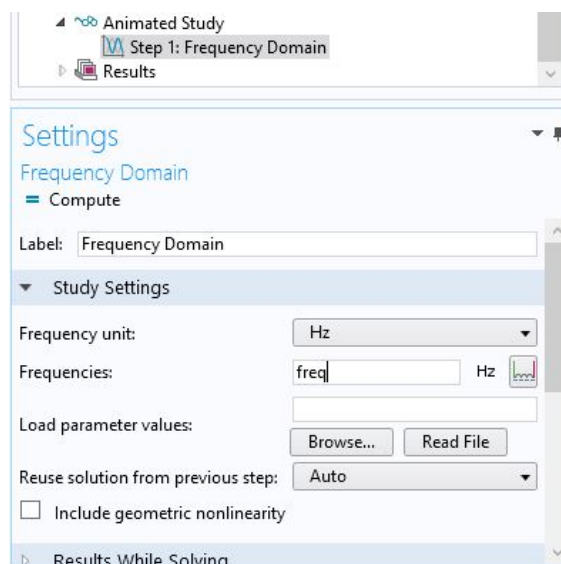 Animated Study
Step 1: Frequency Domain
Results
Settings
Frequency Domain
= Compute
Label: Frequency Domain
Study Settings
Frequency unit: Hz
Frequencies: freq Hz
Load parameter values:
Browse... Read File
Reuse solution from previous step: Auto
Include geometric nonlinearity
Results While Solving